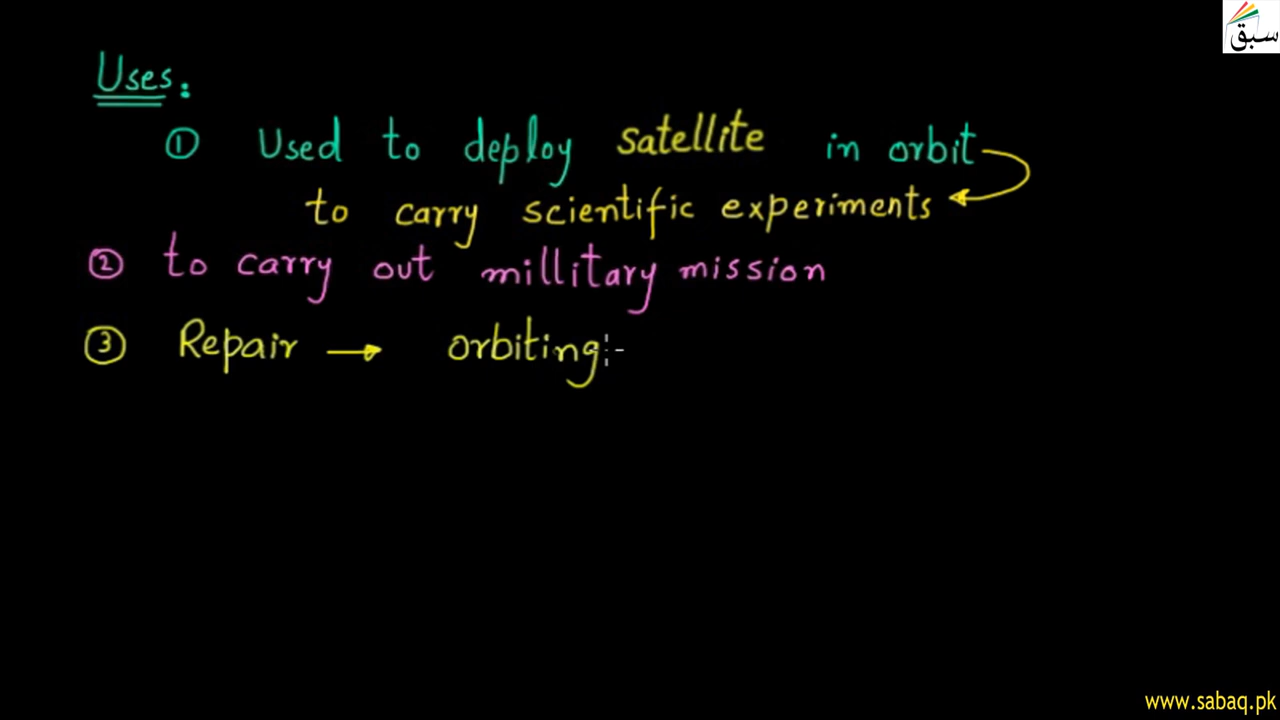 سبق
Uses:
① Used to deploy satellite in orbit
to carry scientific experiments
② to carry out millitary mission
③ Repair → orbiting
www.sabaq.pk